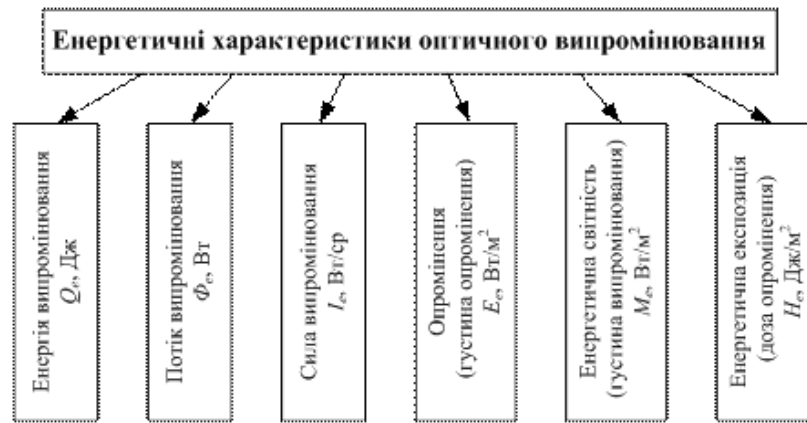 Енергетичні характеристики оптичного випромінювання
Енергія випромінювання
Qₑ, Дж
Потік випромінювання
Φₑ, Вт
Сила випромінювання
Iₑ, Вт/ср
Опромінення
(густина опромінення)
Eₑ, Вт/м²
Енергетична світність
(густина випромінювання)
Mₑ, Вт/м²
Енергетична експозиція
(доза опромінення)
Hₑ, Дж/м²